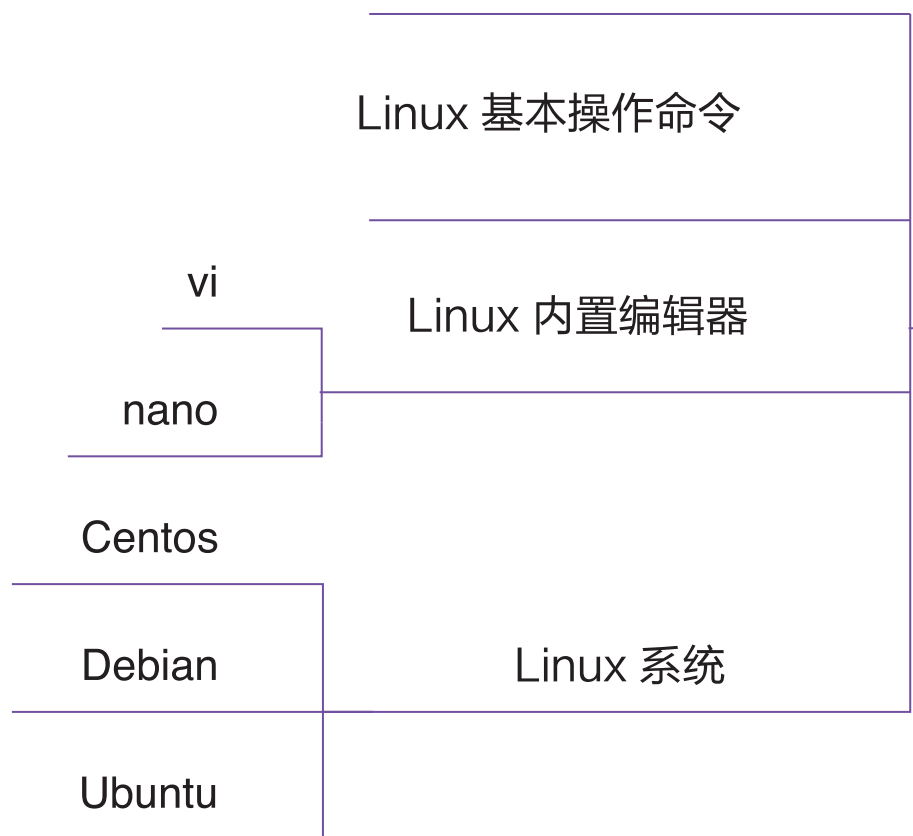 Linux 基本操作命令
vi
Linux 内置编辑器
nano
Centos
Debian
Linux 系统
Ubuntu